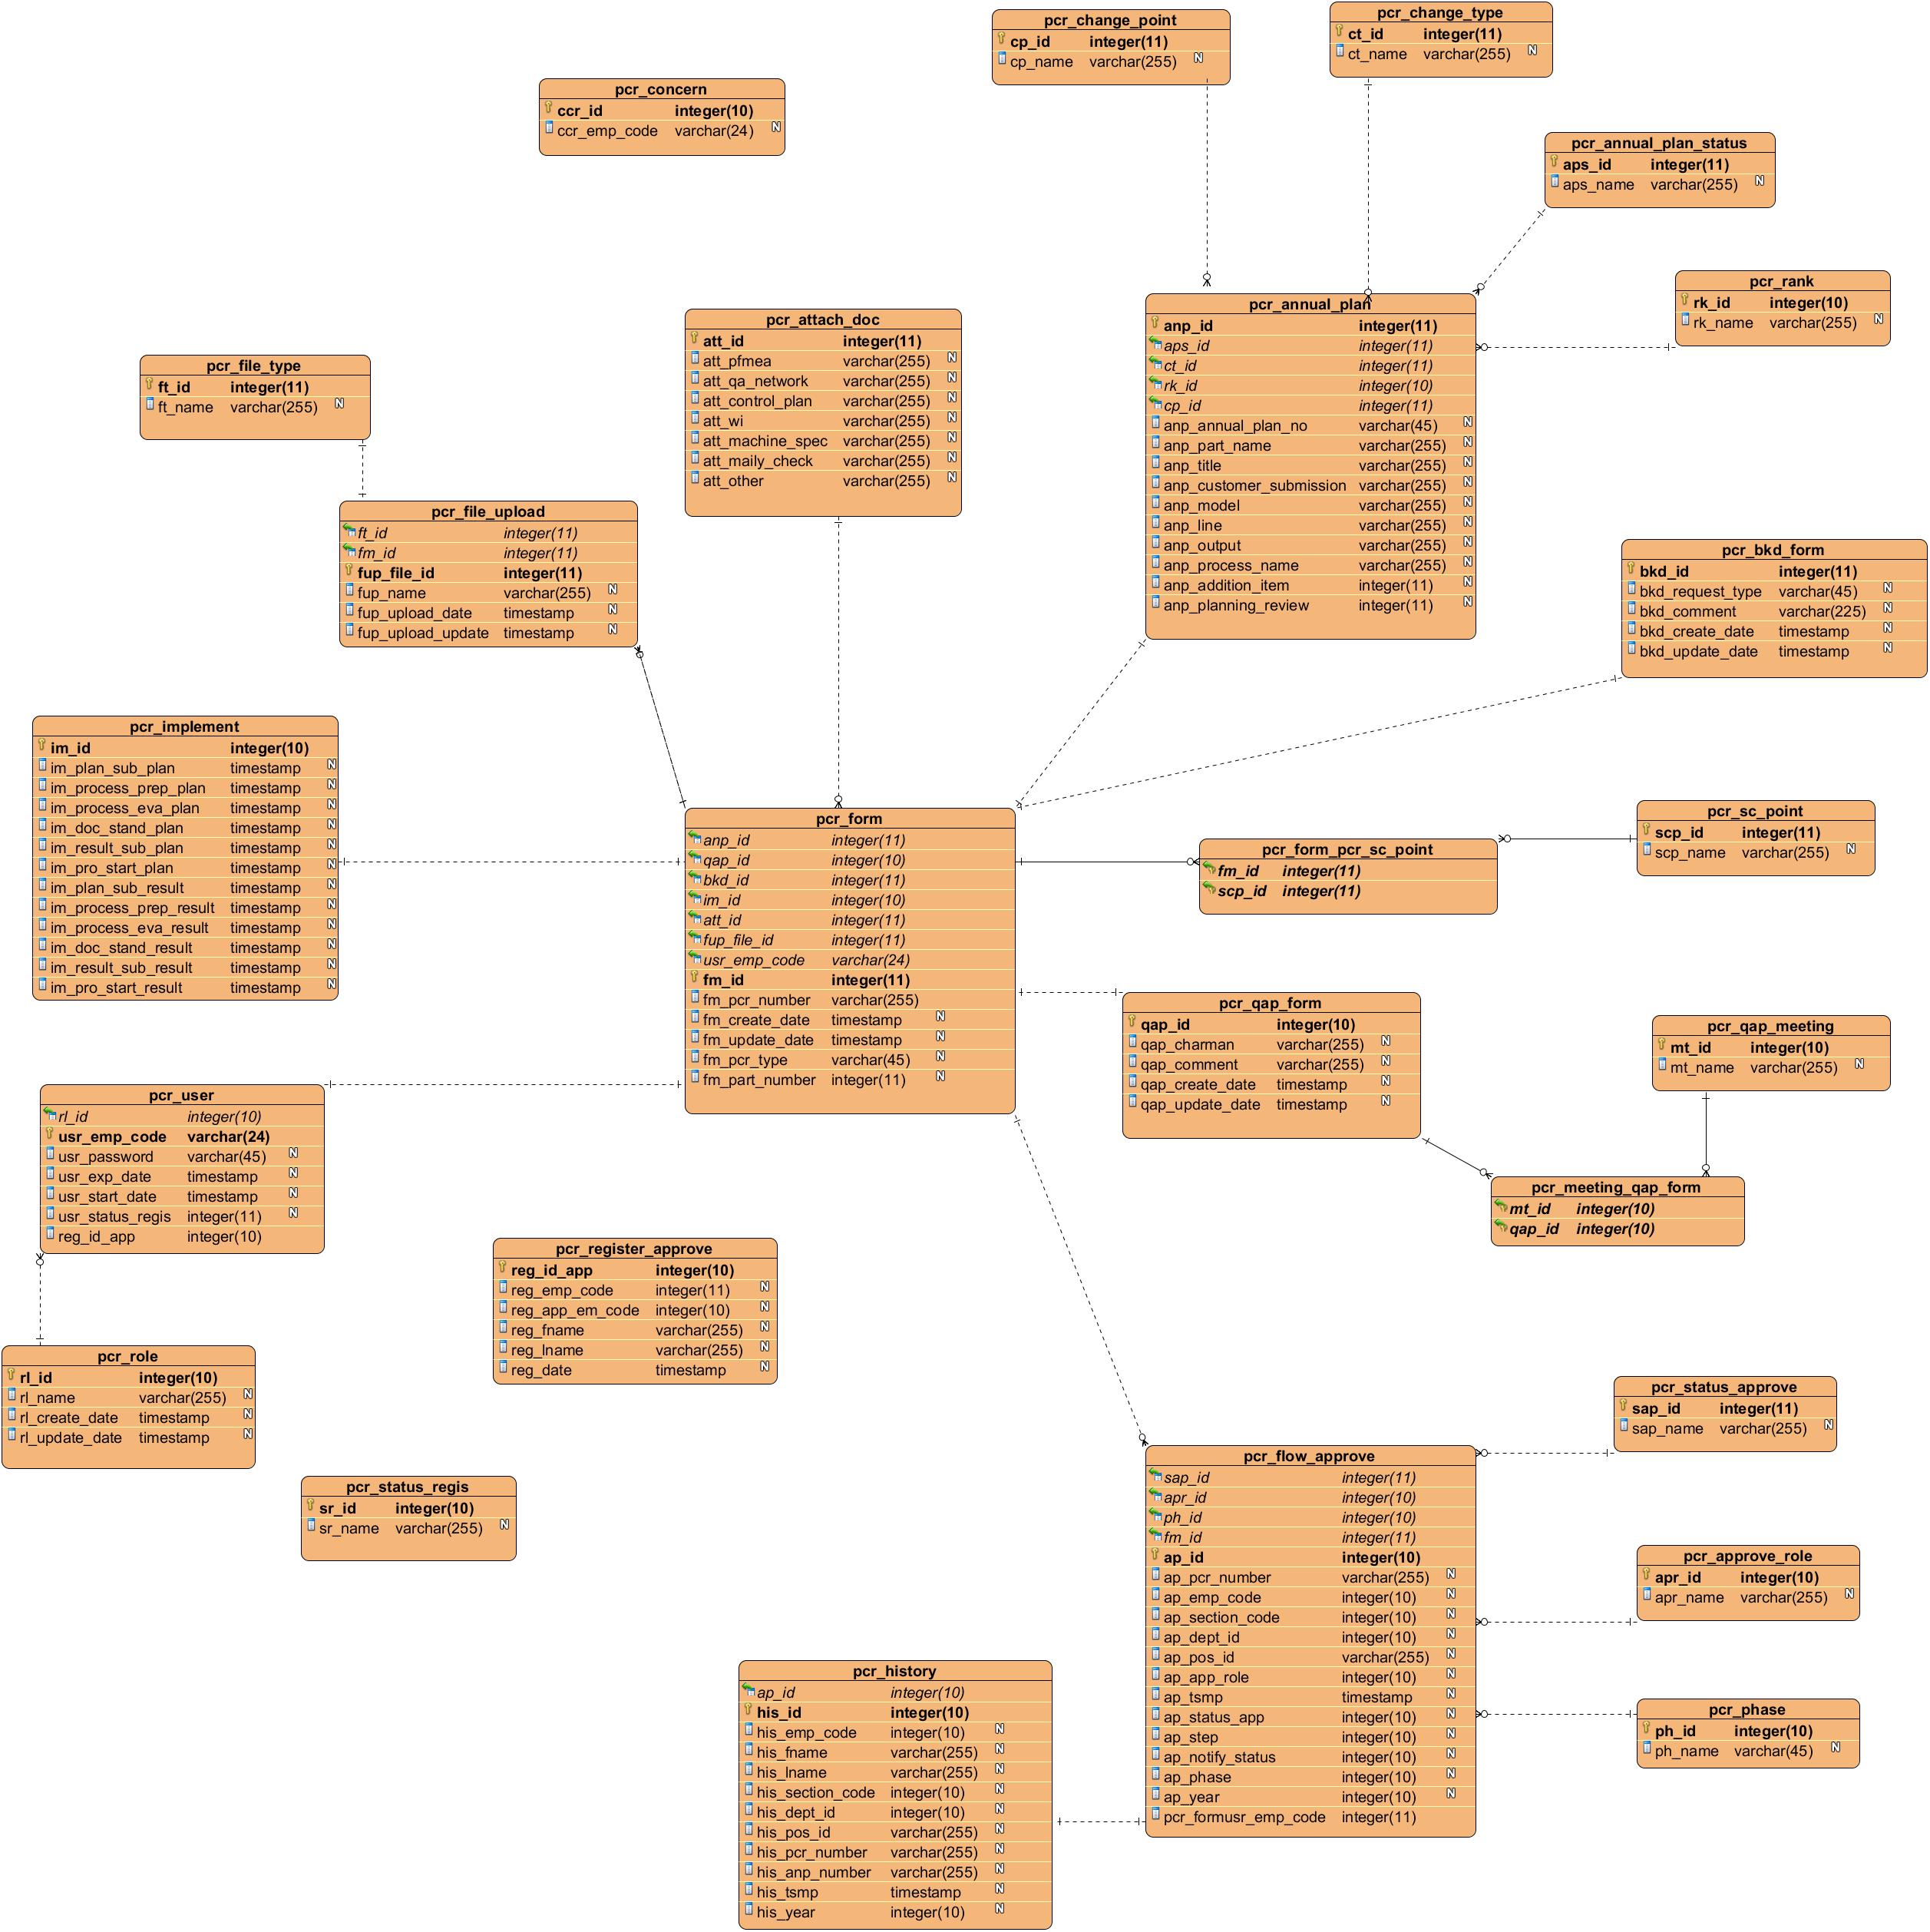 pcr_change_point
cp_id integer(11)
cp_name varchar(255) N
pcr_change_type
ct_id integer(11)
ct_name varchar(255) N
pcr_concern
ccr_id integer(10)
ccr_emp_code varchar(24) N
pcr_annual_plan_status
aps_id integer(11)
aps_name varchar(255) N
pcr_rank
rk_id integer(10)
rk_name varchar(255) N
pcr_annual_plan
anp_id integer(11)
aps_id integer(11)
ct_id integer(11)
rk_id integer(10)
cp_id integer(11)
anp_annual_plan_no varchar(45) N
anp_part_name varchar(255) N
anp_title varchar(255) N
anp_customer_submission varchar(255) N
anp_model varchar(255) N
anp_line varchar(255) N
anp_output varchar(255) N
anp_process_name varchar(255) N
anp_addition_item integer(11) N
anp_planning_review integer(11) N
pcr_attach_doc
att_id integer(11)
att_pfmea varchar(255) N
att_qa_network varchar(255) N
att_control_plan varchar(255) N
att_wi varchar(255) N
att_machine_spec varchar(255) N
att_maily_check varchar(255) N
att_other varchar(255) N
pcr_file_type
ft_id integer(11)
ft_name varchar(255) N
pcr_file_upload
ft_id integer(11)
fm_id integer(11)
fup_file_id integer(11)
fup_name varchar(255) N
fup_upload_date timestamp N
fup_upload_update timestamp N
pcr_bkd_form
bkd_id integer(11)
bkd_request_type varchar(45) N
bkd_comment varchar(225) N
bkd_create_date timestamp N
bkd_update_date timestamp N
pcr_implement
im_id integer(10)
im_plan_sub_plan timestamp N
im_process_prep_plan timestamp N
im_process_eva_plan timestamp N
im_doc_stand_plan timestamp N
im_result_sub_plan timestamp N
im_pro_start_plan timestamp N
im_plan_sub_result timestamp N
im_process_prep_result timestamp N
im_process_eva_result timestamp N
im_doc_stand_result timestamp N
im_result_sub_result timestamp N
im_pro_start_result timestamp N
pcr_form
anp_id integer(11)
qap_id integer(10)
bkd_id integer(11)
im_id integer(10)
att_id integer(11)
fup_file_id integer(11)
usr_emp_code varchar(24)
fm_id integer(11)
fm_pcr_number varchar(255)
fm_create_date timestamp N
fm_update_date timestamp N
fm_pcr_type varchar(45) N
fm_part_number integer(11) N
pcr_sc_point
scp_id integer(11)
scp_name varchar(255) N
pcr_form_pcr_sc_point
fm_id integer(11)
scp_id integer(11)
pcr_qap_form
qap_id integer(10)
qap_charman varchar(255) N
qap_comment varchar(255) N
qap_create_date timestamp N
qap_update_date timestamp N
pcr_qap_meeting
mt_id integer(10)
mt_name varchar(255) N
pcr_meeting_qap_form
mt_id integer(10)
qap_id integer(10)
pcr_user
rl_id integer(10)
usr_emp_code varchar(24)
usr_password varchar(45) N
usr_exp_date timestamp N
usr_start_date timestamp N
usr_status_regis integer(11) N
reg_id_app integer(10)
pcr_register_approve
reg_id_app integer(10)
reg_emp_code integer(11) N
reg_app_em_code integer(10) N
reg_fname varchar(255) N
reg_lname varchar(255) N
reg_date timestamp N
pcr_role
rl_id integer(10)
rl_name varchar(255) N
rl_create_date timestamp N
rl_update_date timestamp N
pcr_status_regis
sr_id integer(10)
sr_name varchar(255) N
pcr_status_approve
sap_id integer(11)
sap_name varchar(255) N
pcr_flow_approve
sap_id integer(11)
apr_id integer(10)
ph_id integer(10)
fm_id integer(11)
ap_id integer(10)
ap_pcr_number varchar(255) N
ap_emp_code integer(10) N
ap_section_code integer(10) N
ap_dept_id integer(10) N
ap_pos_id varchar(255) N
ap_app_role integer(10) N
ap_tsmp timestamp N
ap_status_app integer(10) N
ap_step integer(10) N
ap_notify_status integer(10) N
ap_phase integer(10) N
ap_year integer(10) N
pcr_formusr_emp_code integer(11)
pcr_approve_role
apr_id integer(10)
apr_name varchar(255) N
pcr_phase
ph_id integer(10)
ph_name varchar(45) N
pcr_history
ap_id integer(10)
his_id integer(10)
his_emp_code integer(10) N
his_fname varchar(255) N
his_lname varchar(255) N
his_section_code integer(10) N
his_dept_id integer(10) N
his_pos_id varchar(255) N
his_pcr_number varchar(255) N
his_anp_number varchar(255) N
his_tsmp timestamp N
his_year integer(10) N